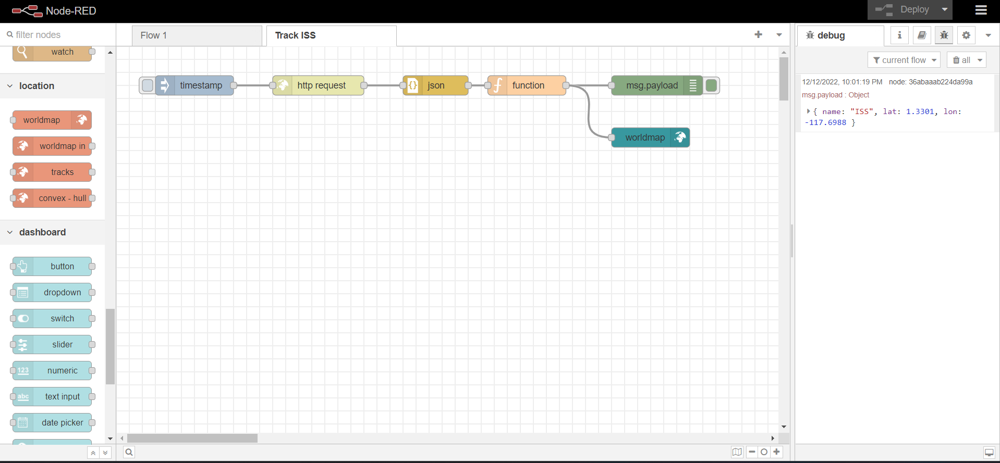 Node-RED
Deploy
filter nodes
Flow 1
Track ISS
debug
i
current flow
all
watch
location
worldmap
worldmap in
tracks
convex - hull
dashboard
button
dropdown
switch
slider
123
numeric
abc
text input
date picker
timestamp
http request
{}
json
f
function
msg.payload
worldmap
12/12/2022, 10:01:19 PM node: 36abaaab224da99a
msg.payload : Object
{ name: "ISS", lat: 1.3301, lon:
-117.6988 }